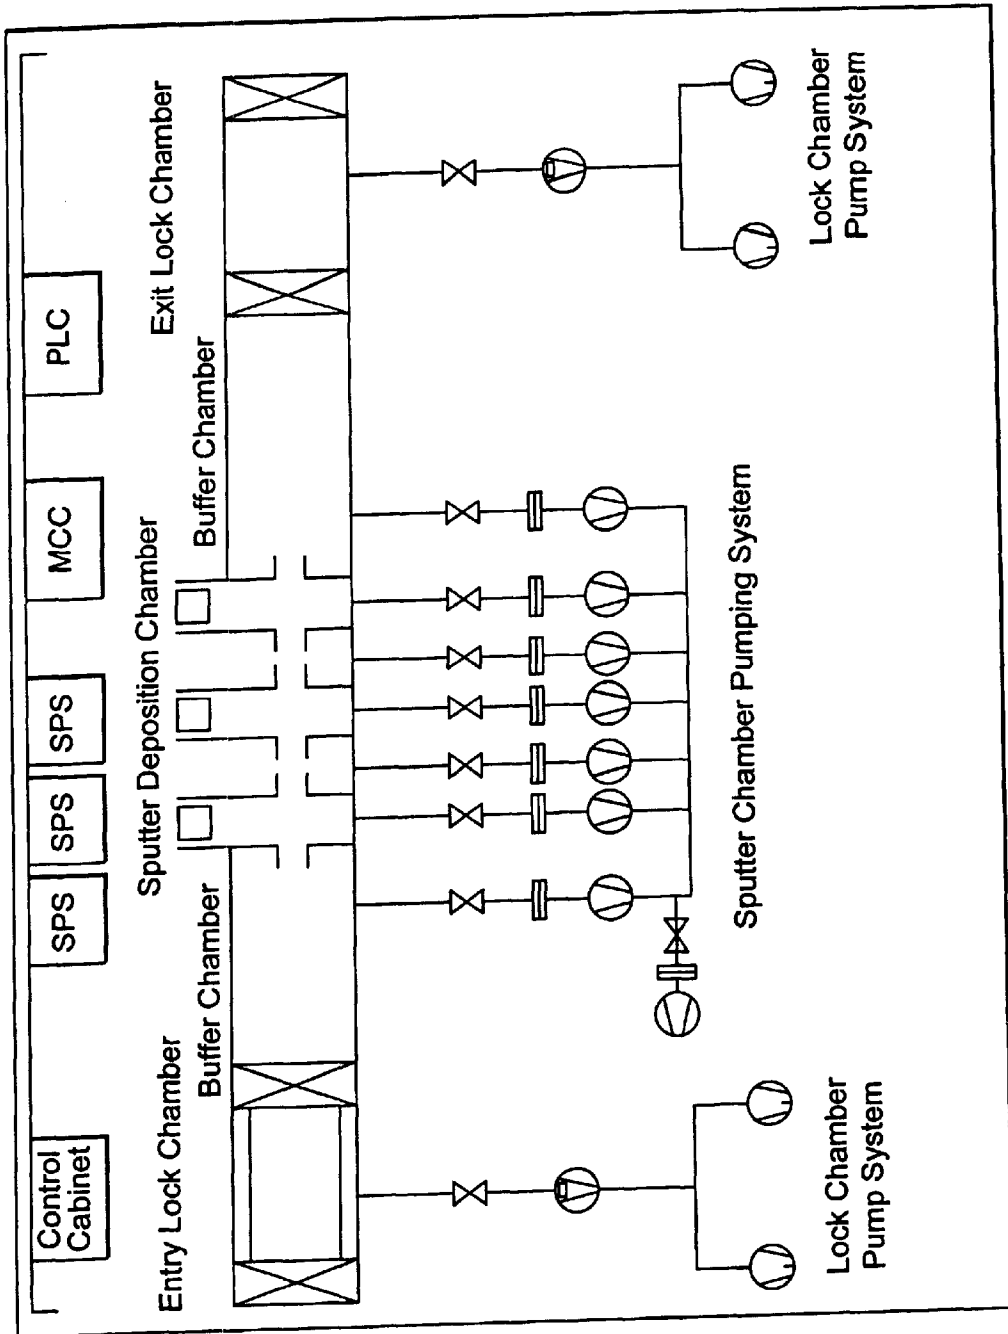 Control
Cabinet
SPS
SPS
SPS
MCC
PLC
Entry Lock Chamber
Buffer Chamber
Sputter Deposition Chamber
Buffer Chamber
Exit Lock Chamber
Lock Chamber
Pump System
Sputter Chamber Pumping System
Lock Chamber
Pump System